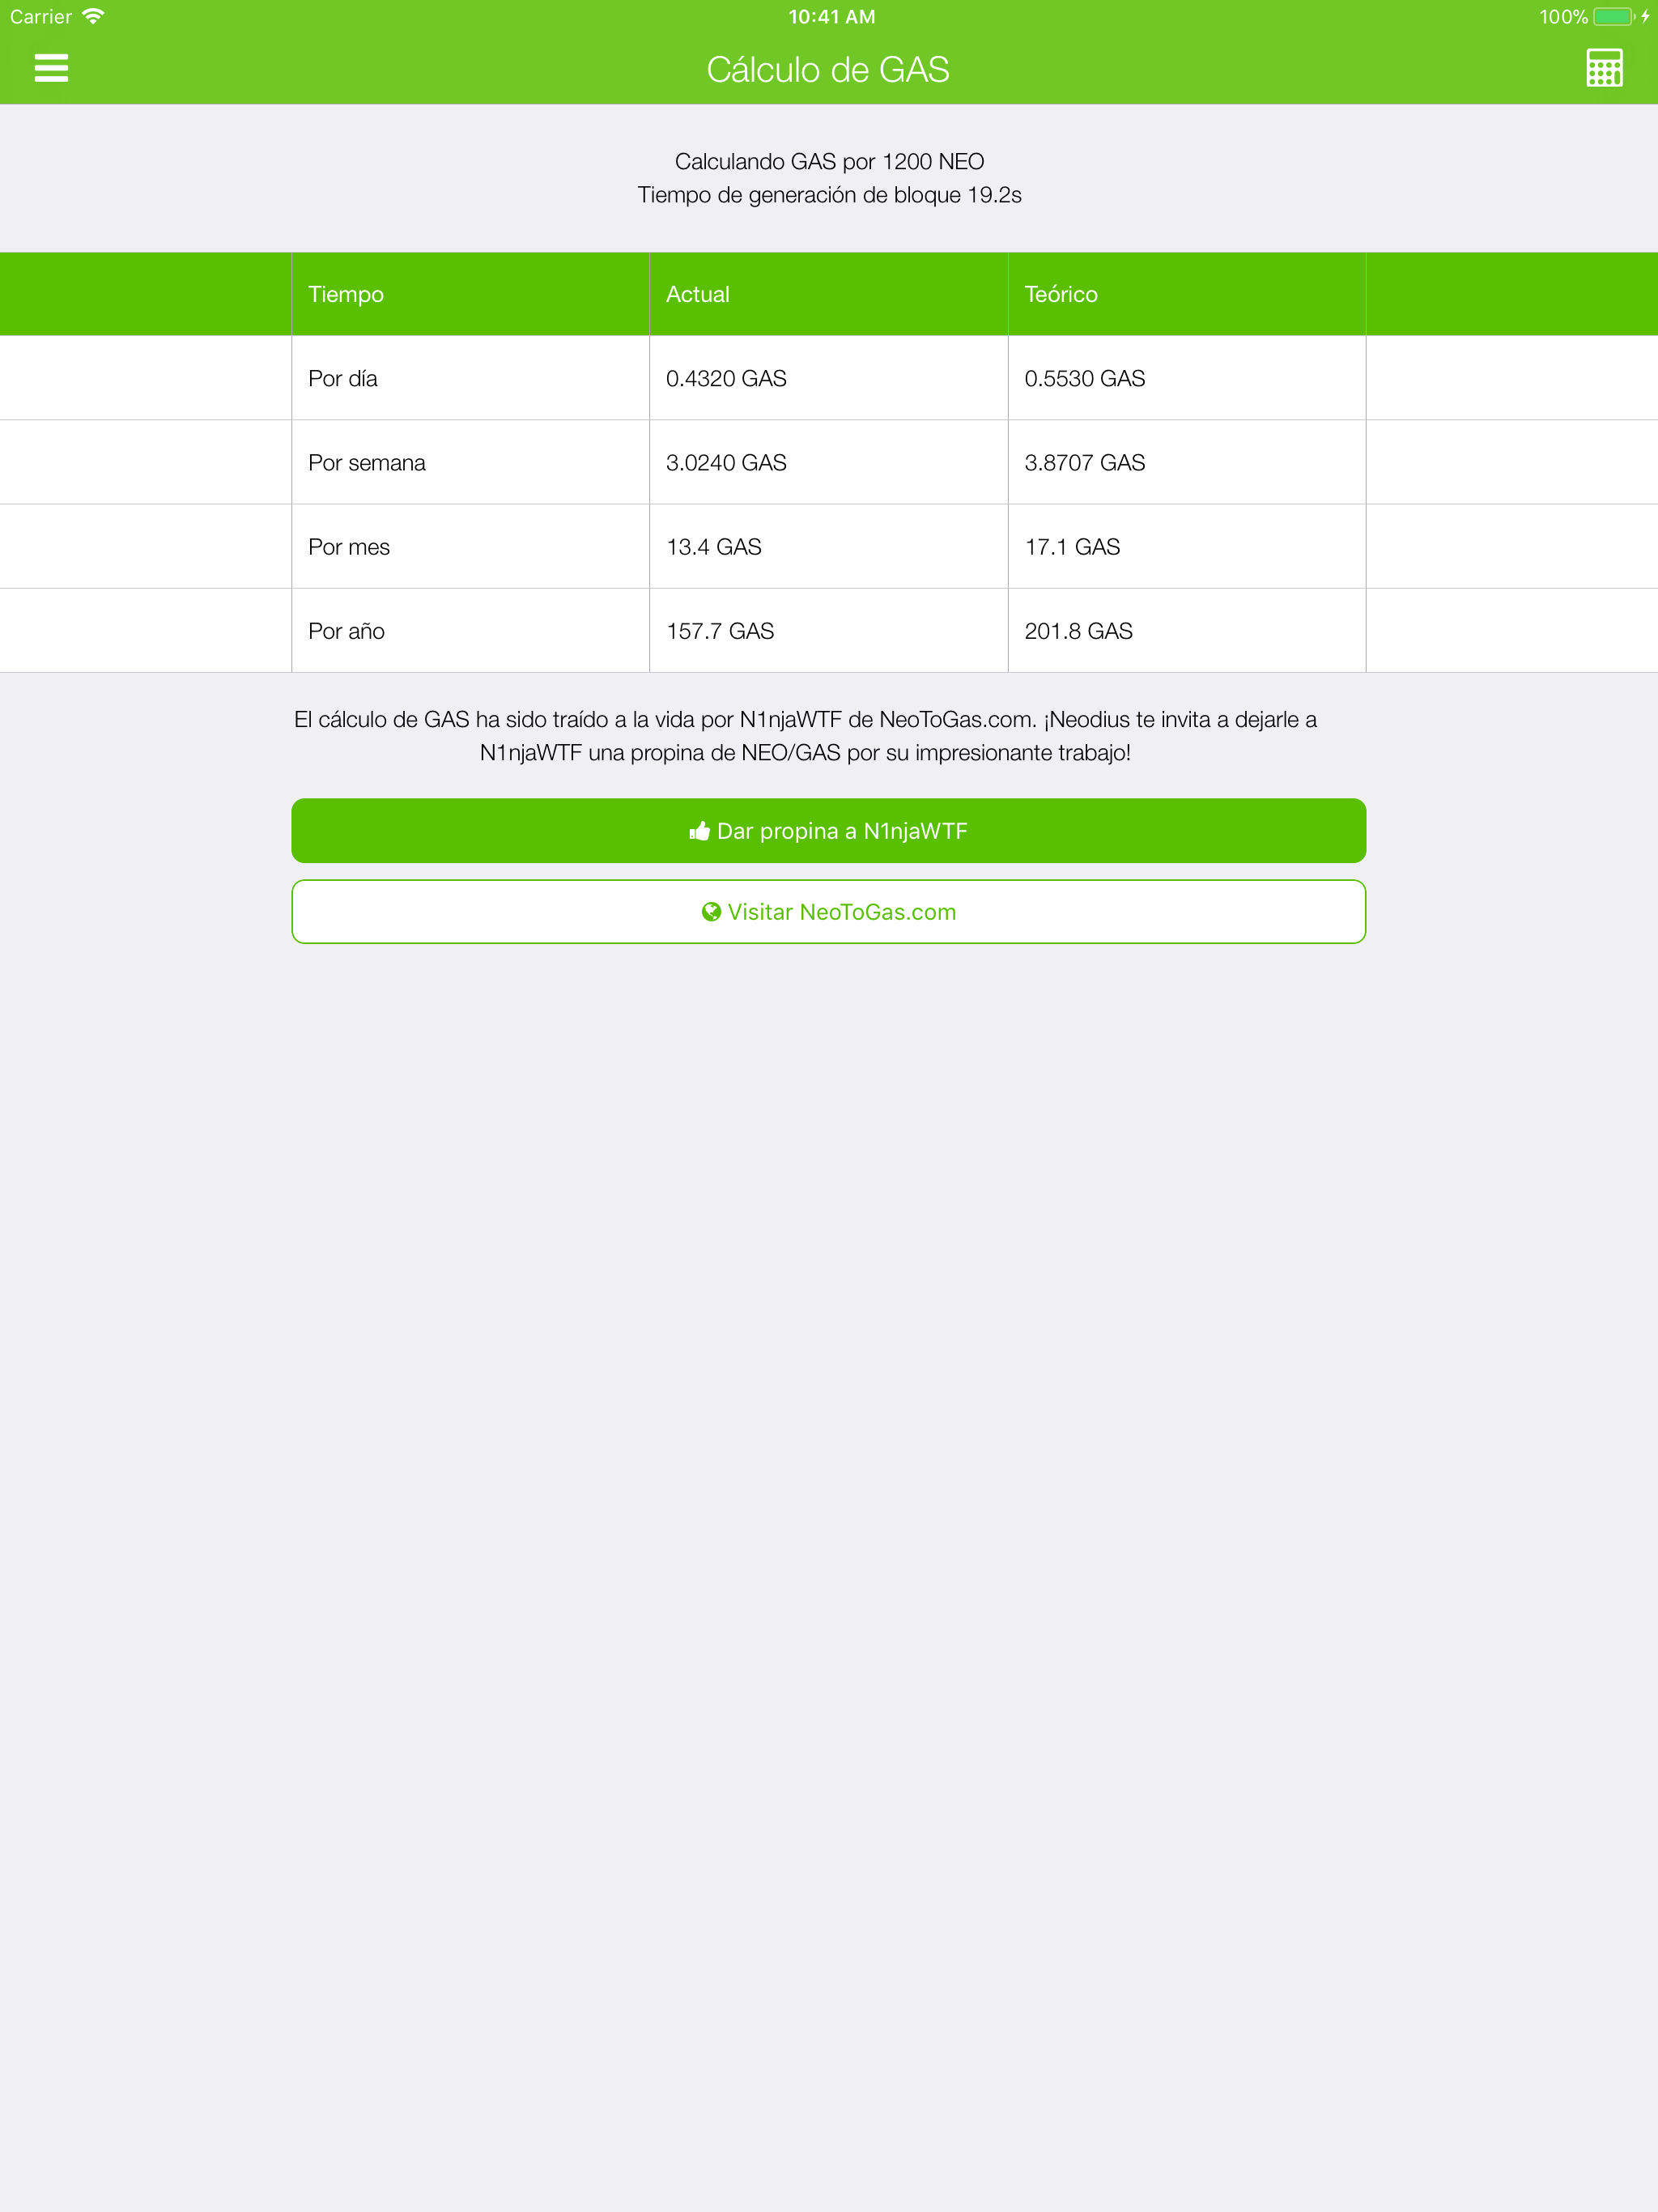 Carrier 10:41 AM 100%
Cálculo de GAS
Calculando GAS por 1200 NEO
Tiempo de generación de bloque 19.2s
Tiempo Actual Teórico
Por día 0.4320 GAS 0.5530 GAS
Por semana 3.0240 GAS 3.8707 GAS
Por mes 13.4 GAS 17.1 GAS
Por año 157.7 GAS 201.8 GAS
El cálculo de GAS ha sido traído a la vida por N1njaWTF de NeoToGas.com. ¡Neodius te invita a dejarle a
N1njaWTF una propina de NEO/GAS por su impresionante trabajo!
Dar propina a N1njaWTF
Visitar NeoToGas.com